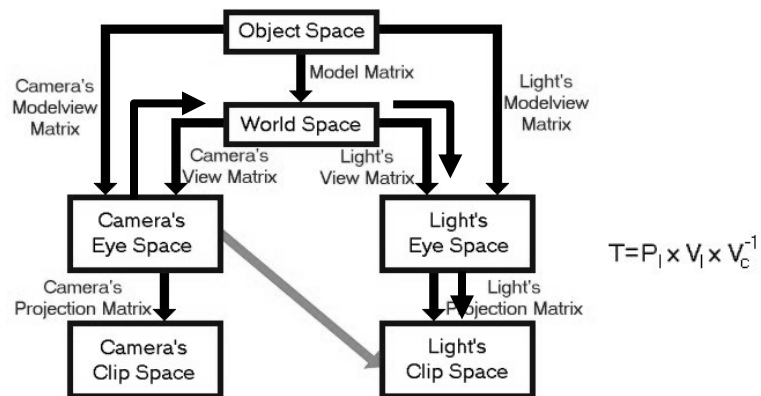 Object Space
Model Matrix
Camera's
Modelview
Matrix
Light's
Modelview
Matrix
World Space
Camera's
View Matrix
Light's
View Matrix
Camera's
Eye Space
Light's
Eye Space
T=P_l x V_l x V_c^-1
Camera's
Projection Matrix
Light's
Projection Matrix
Camera's
Clip Space
Light's
Clip Space